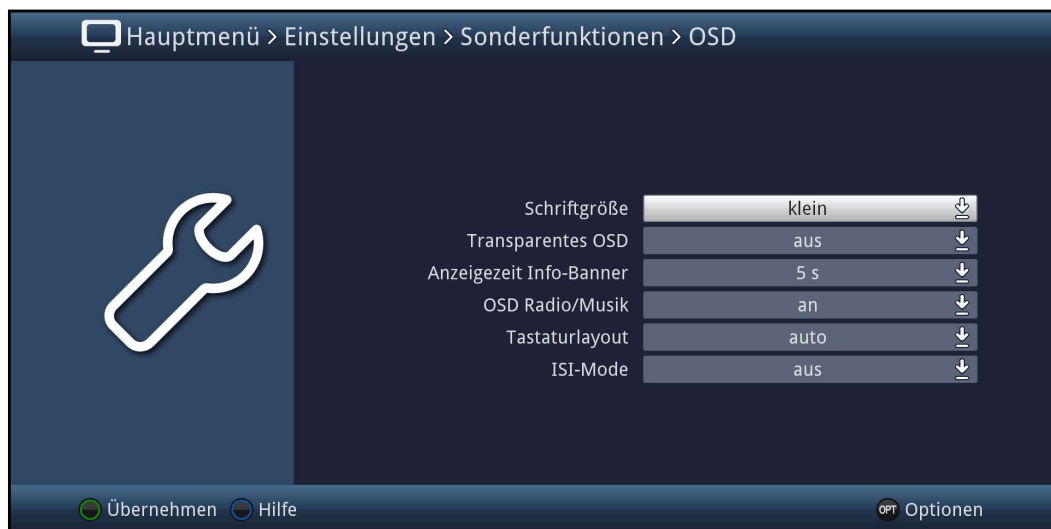 Hauptmenü > Einstellungen > Sonderfunktionen > OSD
Schriftgröße klein
Transparentes OSD aus
Anzeigezeit Info-Banner 5 s
OSD Radio/Musik an
Tastaturlayout auto
ISI-Mode aus
Übernehmen Hilfe OPT Optionen